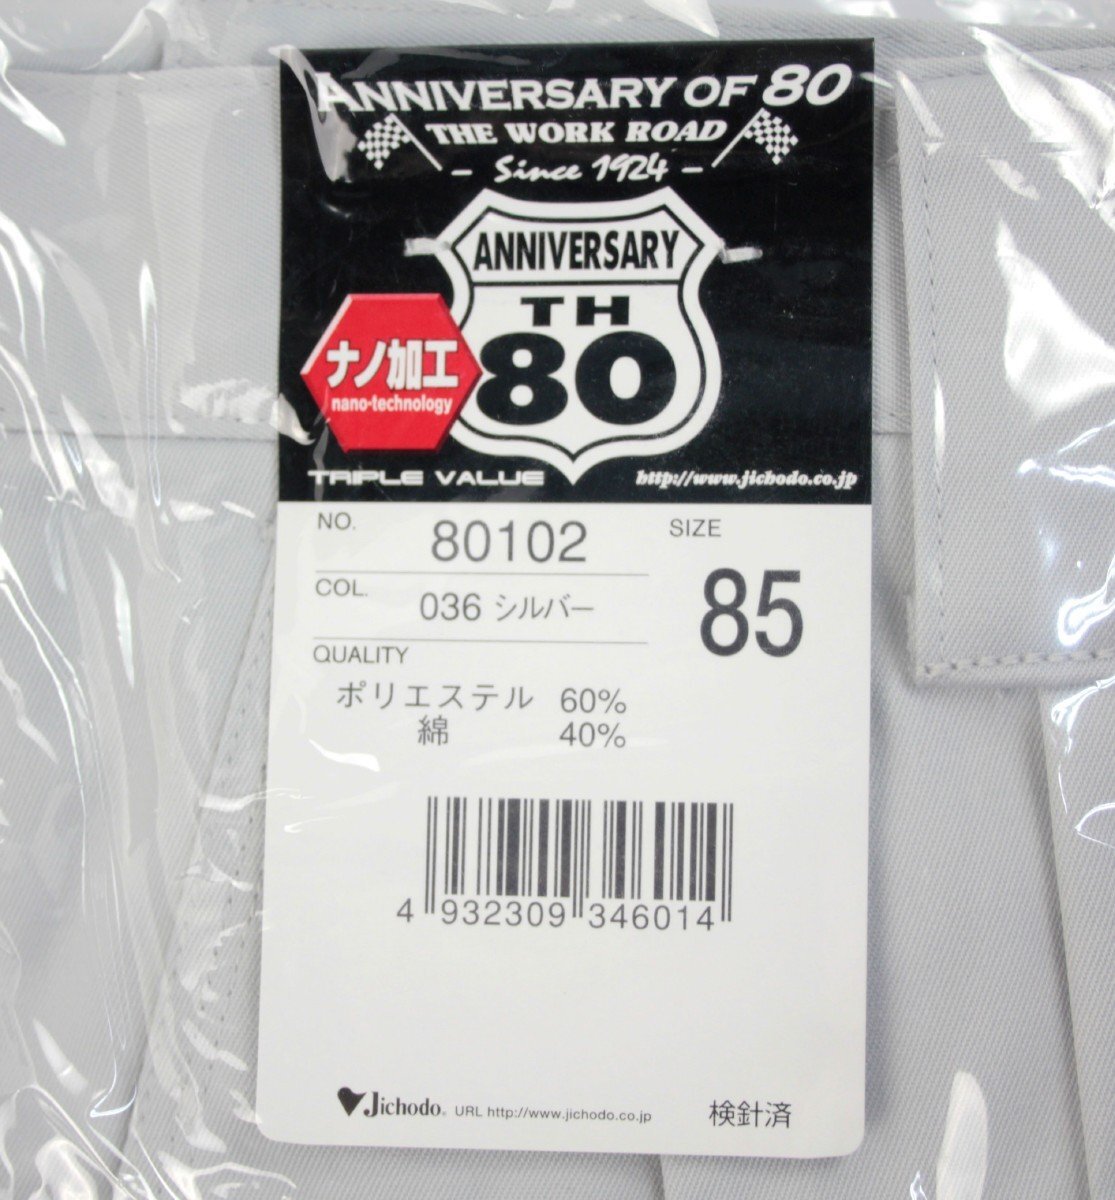 ANNIVERSARY OF 80
THE WORK ROAD
- Since 1924 -
ANNIVERSARY
TH
80
ナノ加工
nano-technology
TRIPLE VALUE
http://www.jichodo.co.jp
NO. 80102
SIZE
85
COL. 036 シルバー
QUALITY
ポリエステル 60%
綿 40%
4 932309 346014
Jichodo® URL http://www.jichodo.co.jp
検針済